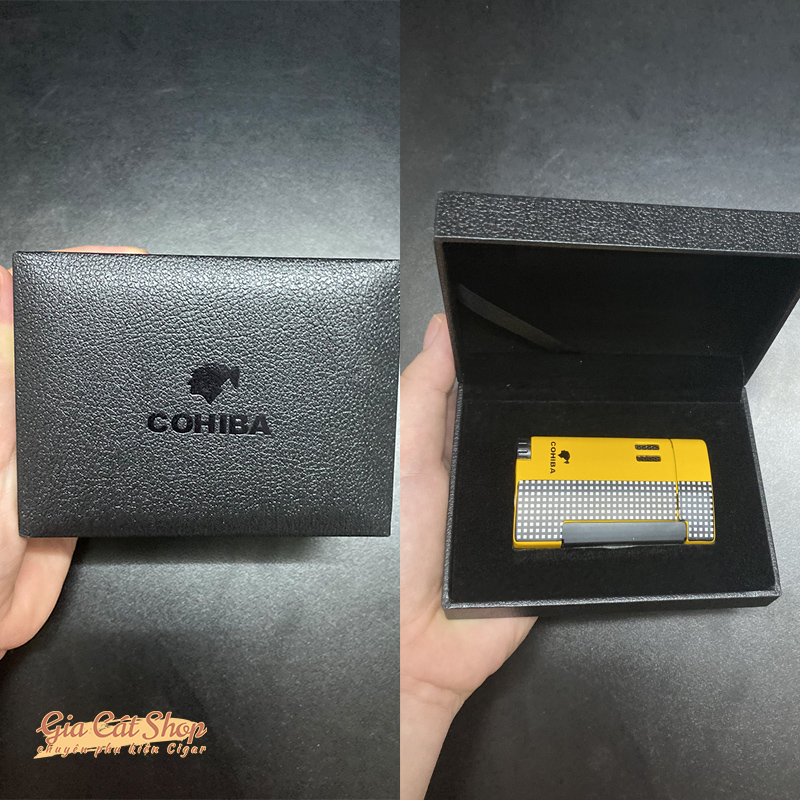 COHIBA
COHIBA
Gia Cát Shop
chuyên phụ kiện Cigar